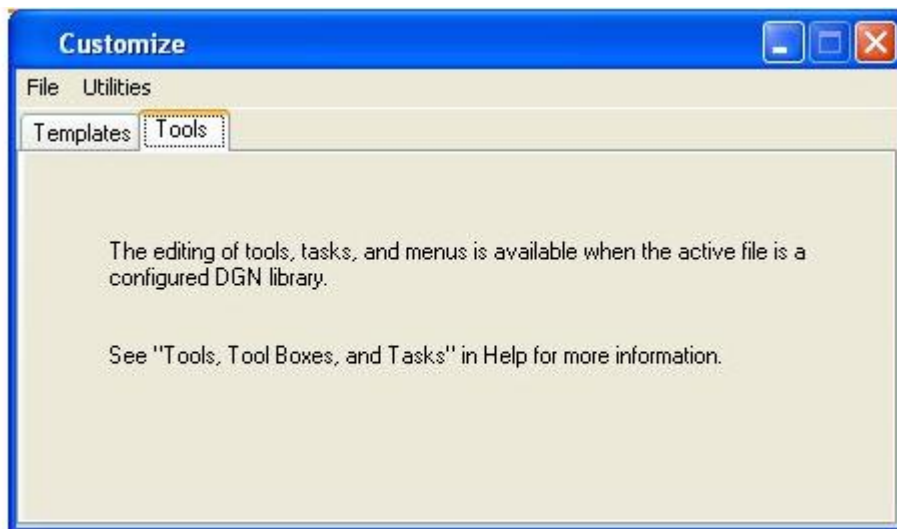 Customize
File Utilities
Templates Tools
The editing of tools, tasks, and menus is available when the active file is a
configured DGN library.
See "Tools, Tool Boxes, and Tasks" in Help for more information.